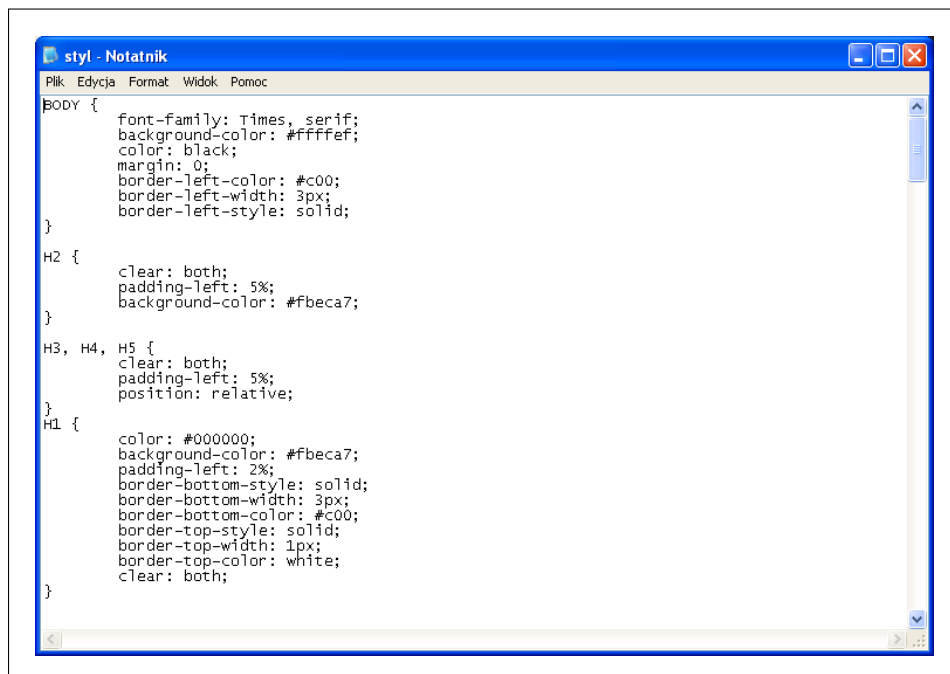 styl - Notatnik
Plik Edycja Format Widok Pomoc
BODY {
font-family: Times, serif;
background-color: #ffffef;
color: black;
margin: 0;
border-left-color: #c00;
border-left-width: 3px;
border-left-style: solid;
}
H2 {
clear: both;
padding-left: 5%;
background-color: #fbeca7;
}
H3, H4, H5 {
clear: both;
padding-left: 5%;
position: relative;
}
H1 {
color: #000000;
background-color: #fbeca7;
padding-left: 2%;
border-bottom-style: solid;
border-bottom-width: 3px;
border-bottom-color: #c00;
border-top-style: solid;
border-top-width: 1px;
border-top-color: white;
clear: both;
}